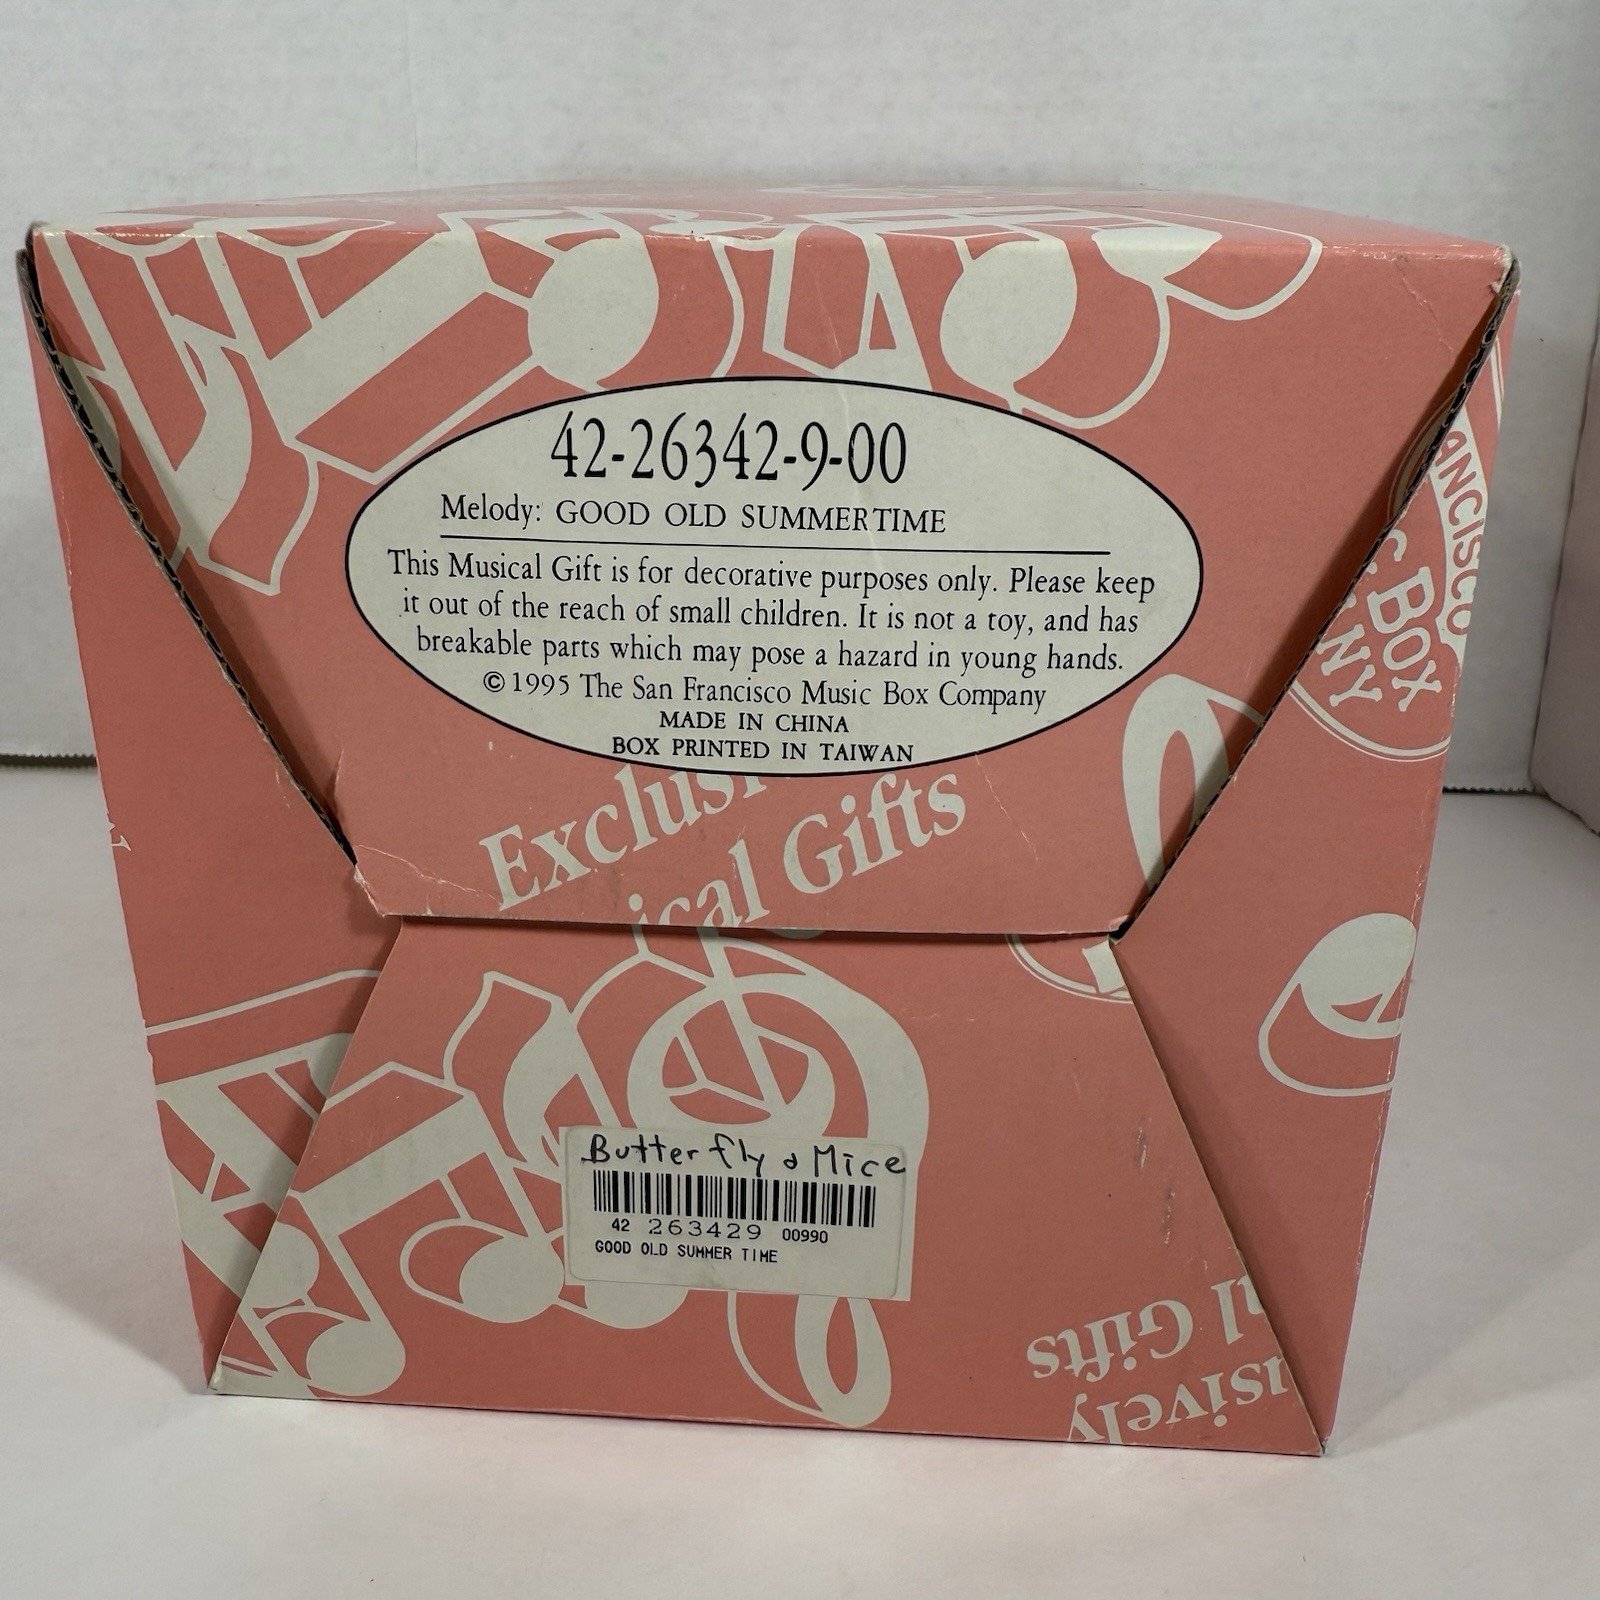 42-26342-9-00
Melody: GOOD OLD SUMMERTIME
This Musical Gift is for decorative purposes only. Please keep
it out of the reach of small children. It is not a toy, and has
breakable parts which may pose a hazard in young hands.
© 1995 The San Francisco Music Box Company
MADE IN CHINA
BOX PRINTED IN TAIWAN
Gifts
BOX
Butterfly & Mice
42 263429 00990
GOOD OLD SUMMER TIME
Gifts